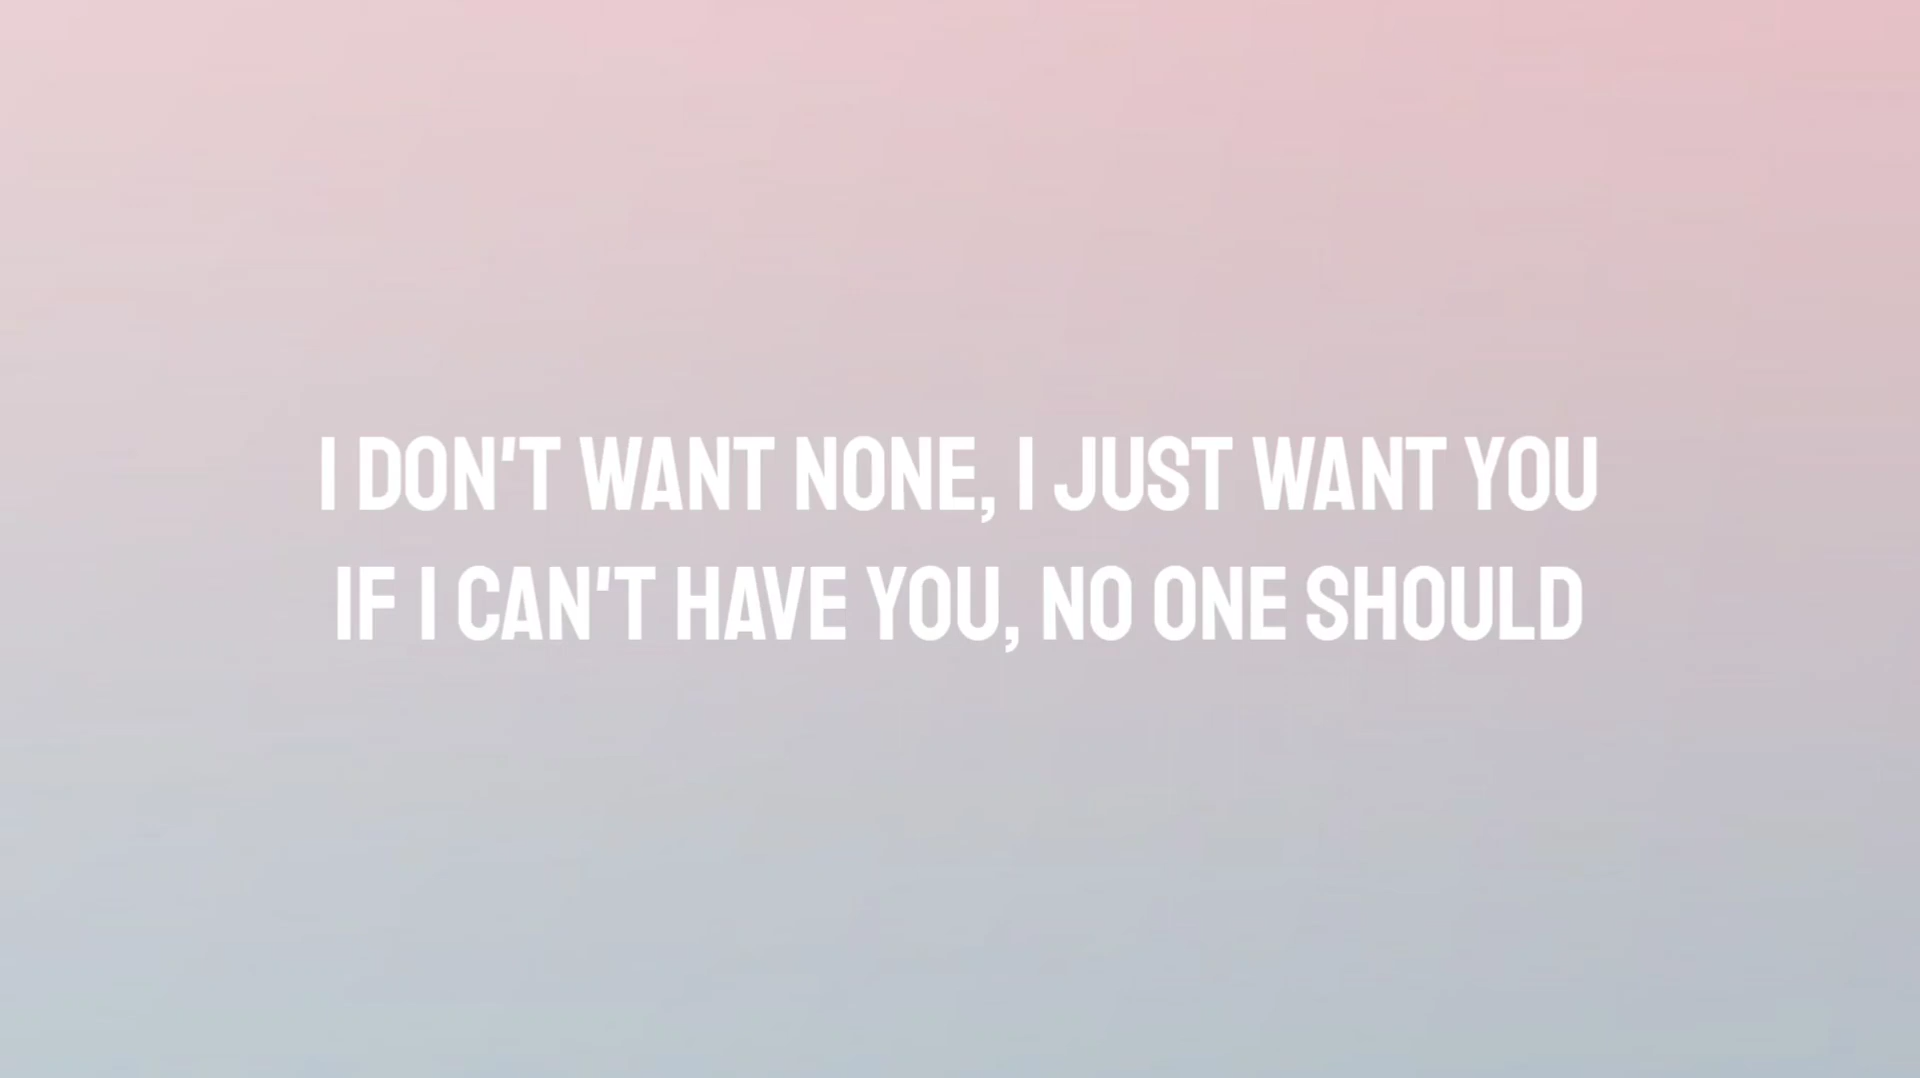 I DON'T WANT NONE, I JUST WANT YOU
IF I CAN'T HAVE YOU, NO ONE SHOULD